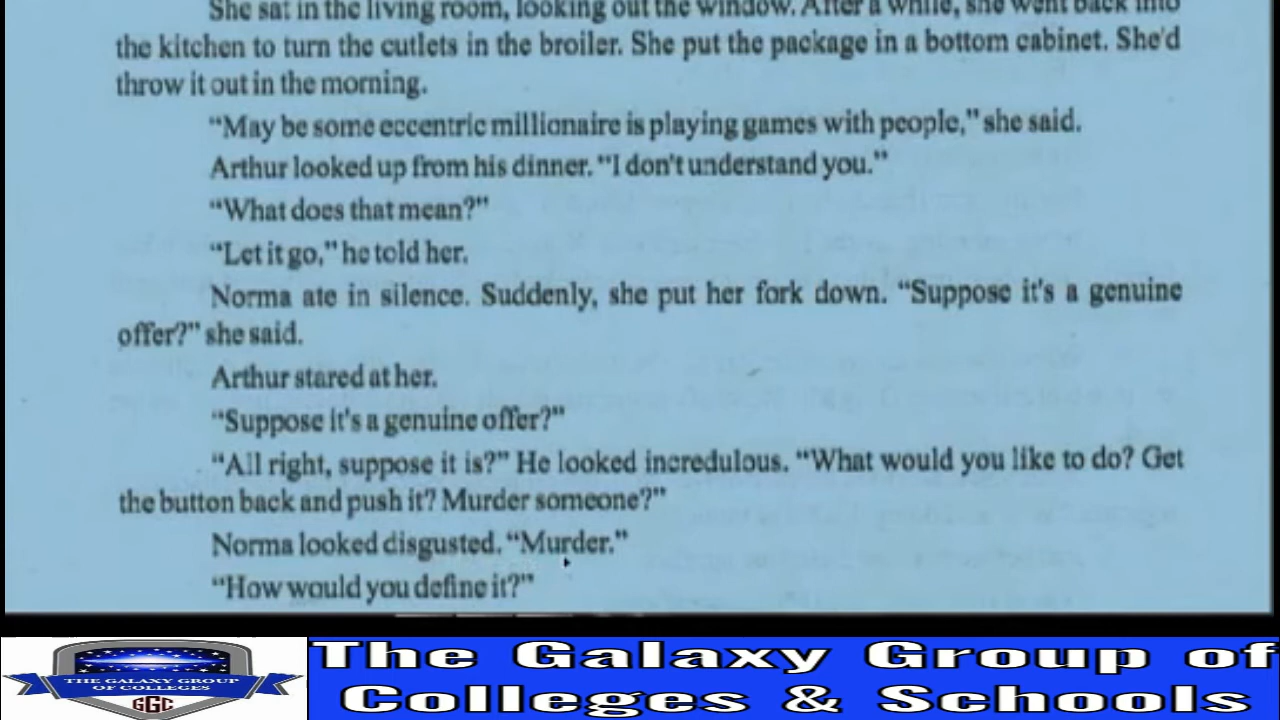 She sat in the living room, looking out the window. After a while, she went back into
the kitchen to turn the cutlets in the broiler. She put the package in a bottom cabinet. She'd
throw it out in the morning.
“May be some eccentric millionaire is playing games with people,” she said.
Arthur looked up from his dinner. “I don't understand you.”
“What does that mean?”
“Let it go,” he told her.
Norma ate in silence. Suddenly, she put her fork down. “Suppose it's a genuine
offer?” she said.
Arthur stared at her.
“Suppose it's a genuine offer?”
“All right, suppose it is?” He looked incredulous. “What would you like to do? Get
the button back and push it? Murder someone?”
Norma looked disgusted. “Murder.”
“How would you define it?”
THE GALAXY GROUP
OF COLLEGES
GGC
The Galaxy Group of
Colleges & Schools